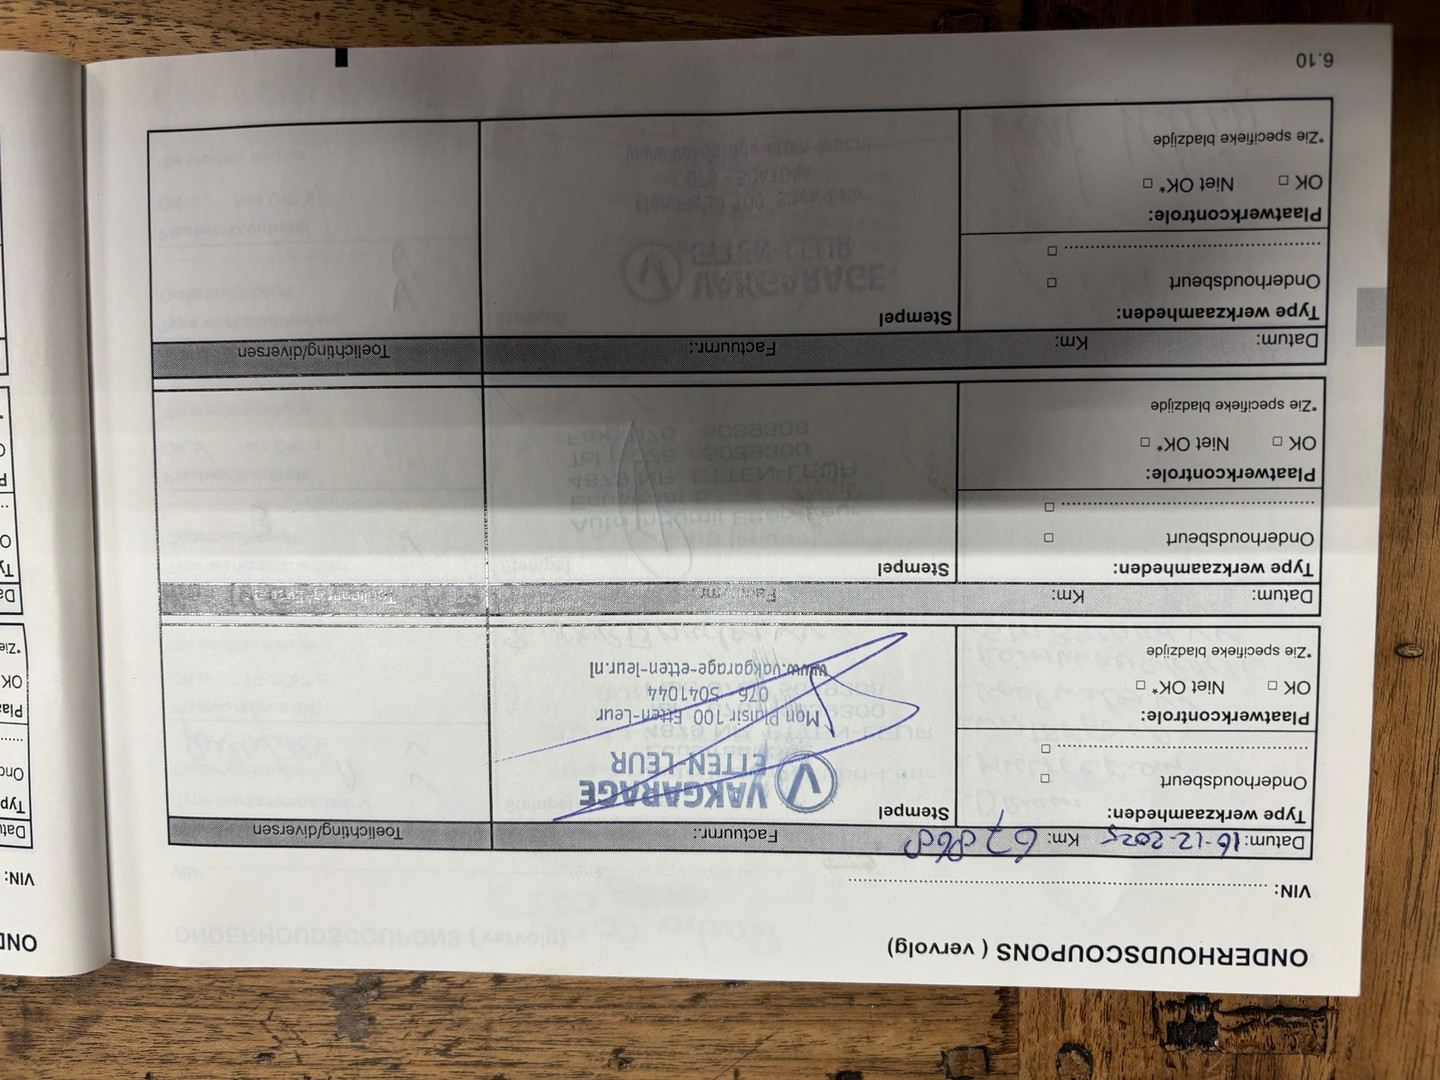 ONDERHOUDSCOUPONS ( vervolg)
VIN:
Datum: 16-12-2025 Km: 67 860 Factuurnr.: Toelichting/diversen
Type werkzaamheden: Stempel
Onderhoudsbeurt
Plaatwerkcontrole:
OK Niet OK*
*Zie specifieke bladzijde
VAKGARAGE
ETTEN-LEUR
Mon Plaisir 100 Etten-Leur
076 5041044
www.vakgarage-etten-leur.nl
Datum: Km: Factuurnr.: Toelichting/diversen
Type werkzaamheden: Stempel
Onderhoudsbeurt
Plaatwerkcontrole:
OK Niet OK*
*Zie specifieke bladzijde
Datum: Km: Factuurnr.: Toelichting/diversen
Type werkzaamheden: Stempel
Onderhoudsbeurt
Plaatwerkcontrole:
OK Niet OK*
*Zie specifieke bladzijde
6.10
VIN: